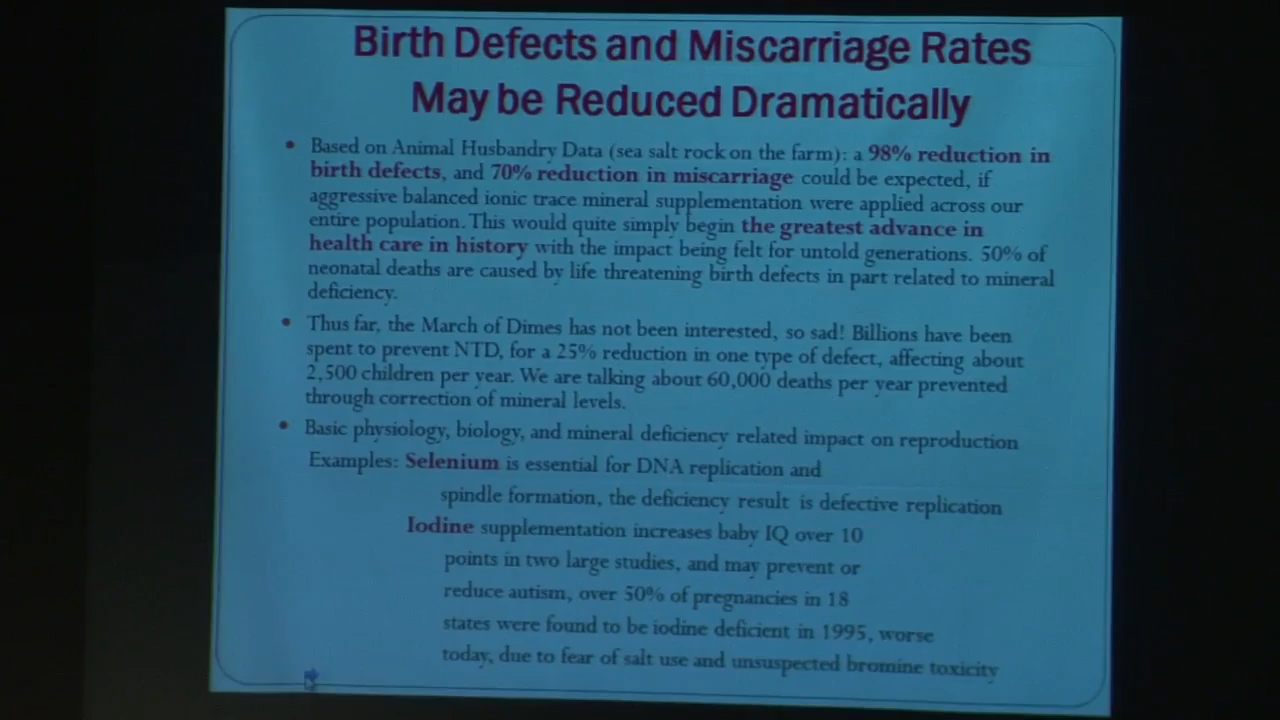 Birth Defects and Miscarriage Rates
May be Reduced Dramatically
• Based on Animal Husbandry Data (sea salt rock on the farm): a 98% reduction in
birth defects, and 70% reduction in miscarriage could be expected, if
aggressive balanced ionic trace mineral supplementation were applied across our
entire population. This would quite simply begin the greatest advance in
health care in history with the impact being felt for untold generations. 50% of
neonatal deaths are caused by life threatening birth defects in part related to mineral
deficiency.
• Thus far, the March of Dimes has not been interested, so sad! Billions have been
spent to prevent NTD, for a 25% reduction in one type of defect, affecting about
2,500 children per year. We are talking about 60,000 deaths per year prevented
through correction of mineral levels.
• Basic physiology, biology, and mineral deficiency related impact on reproduction
Examples: Selenium is essential for DNA replication and
spindle formation, the deficiency result is defective replication
Iodine supplementation increases baby IQ over 10
points in two large studies, and may prevent or
reduce autism, over 50% of pregnancies in 18
states were found to be iodine deficient in 1995, worse
today, due to fear of salt use and unsuspected bromine toxicity